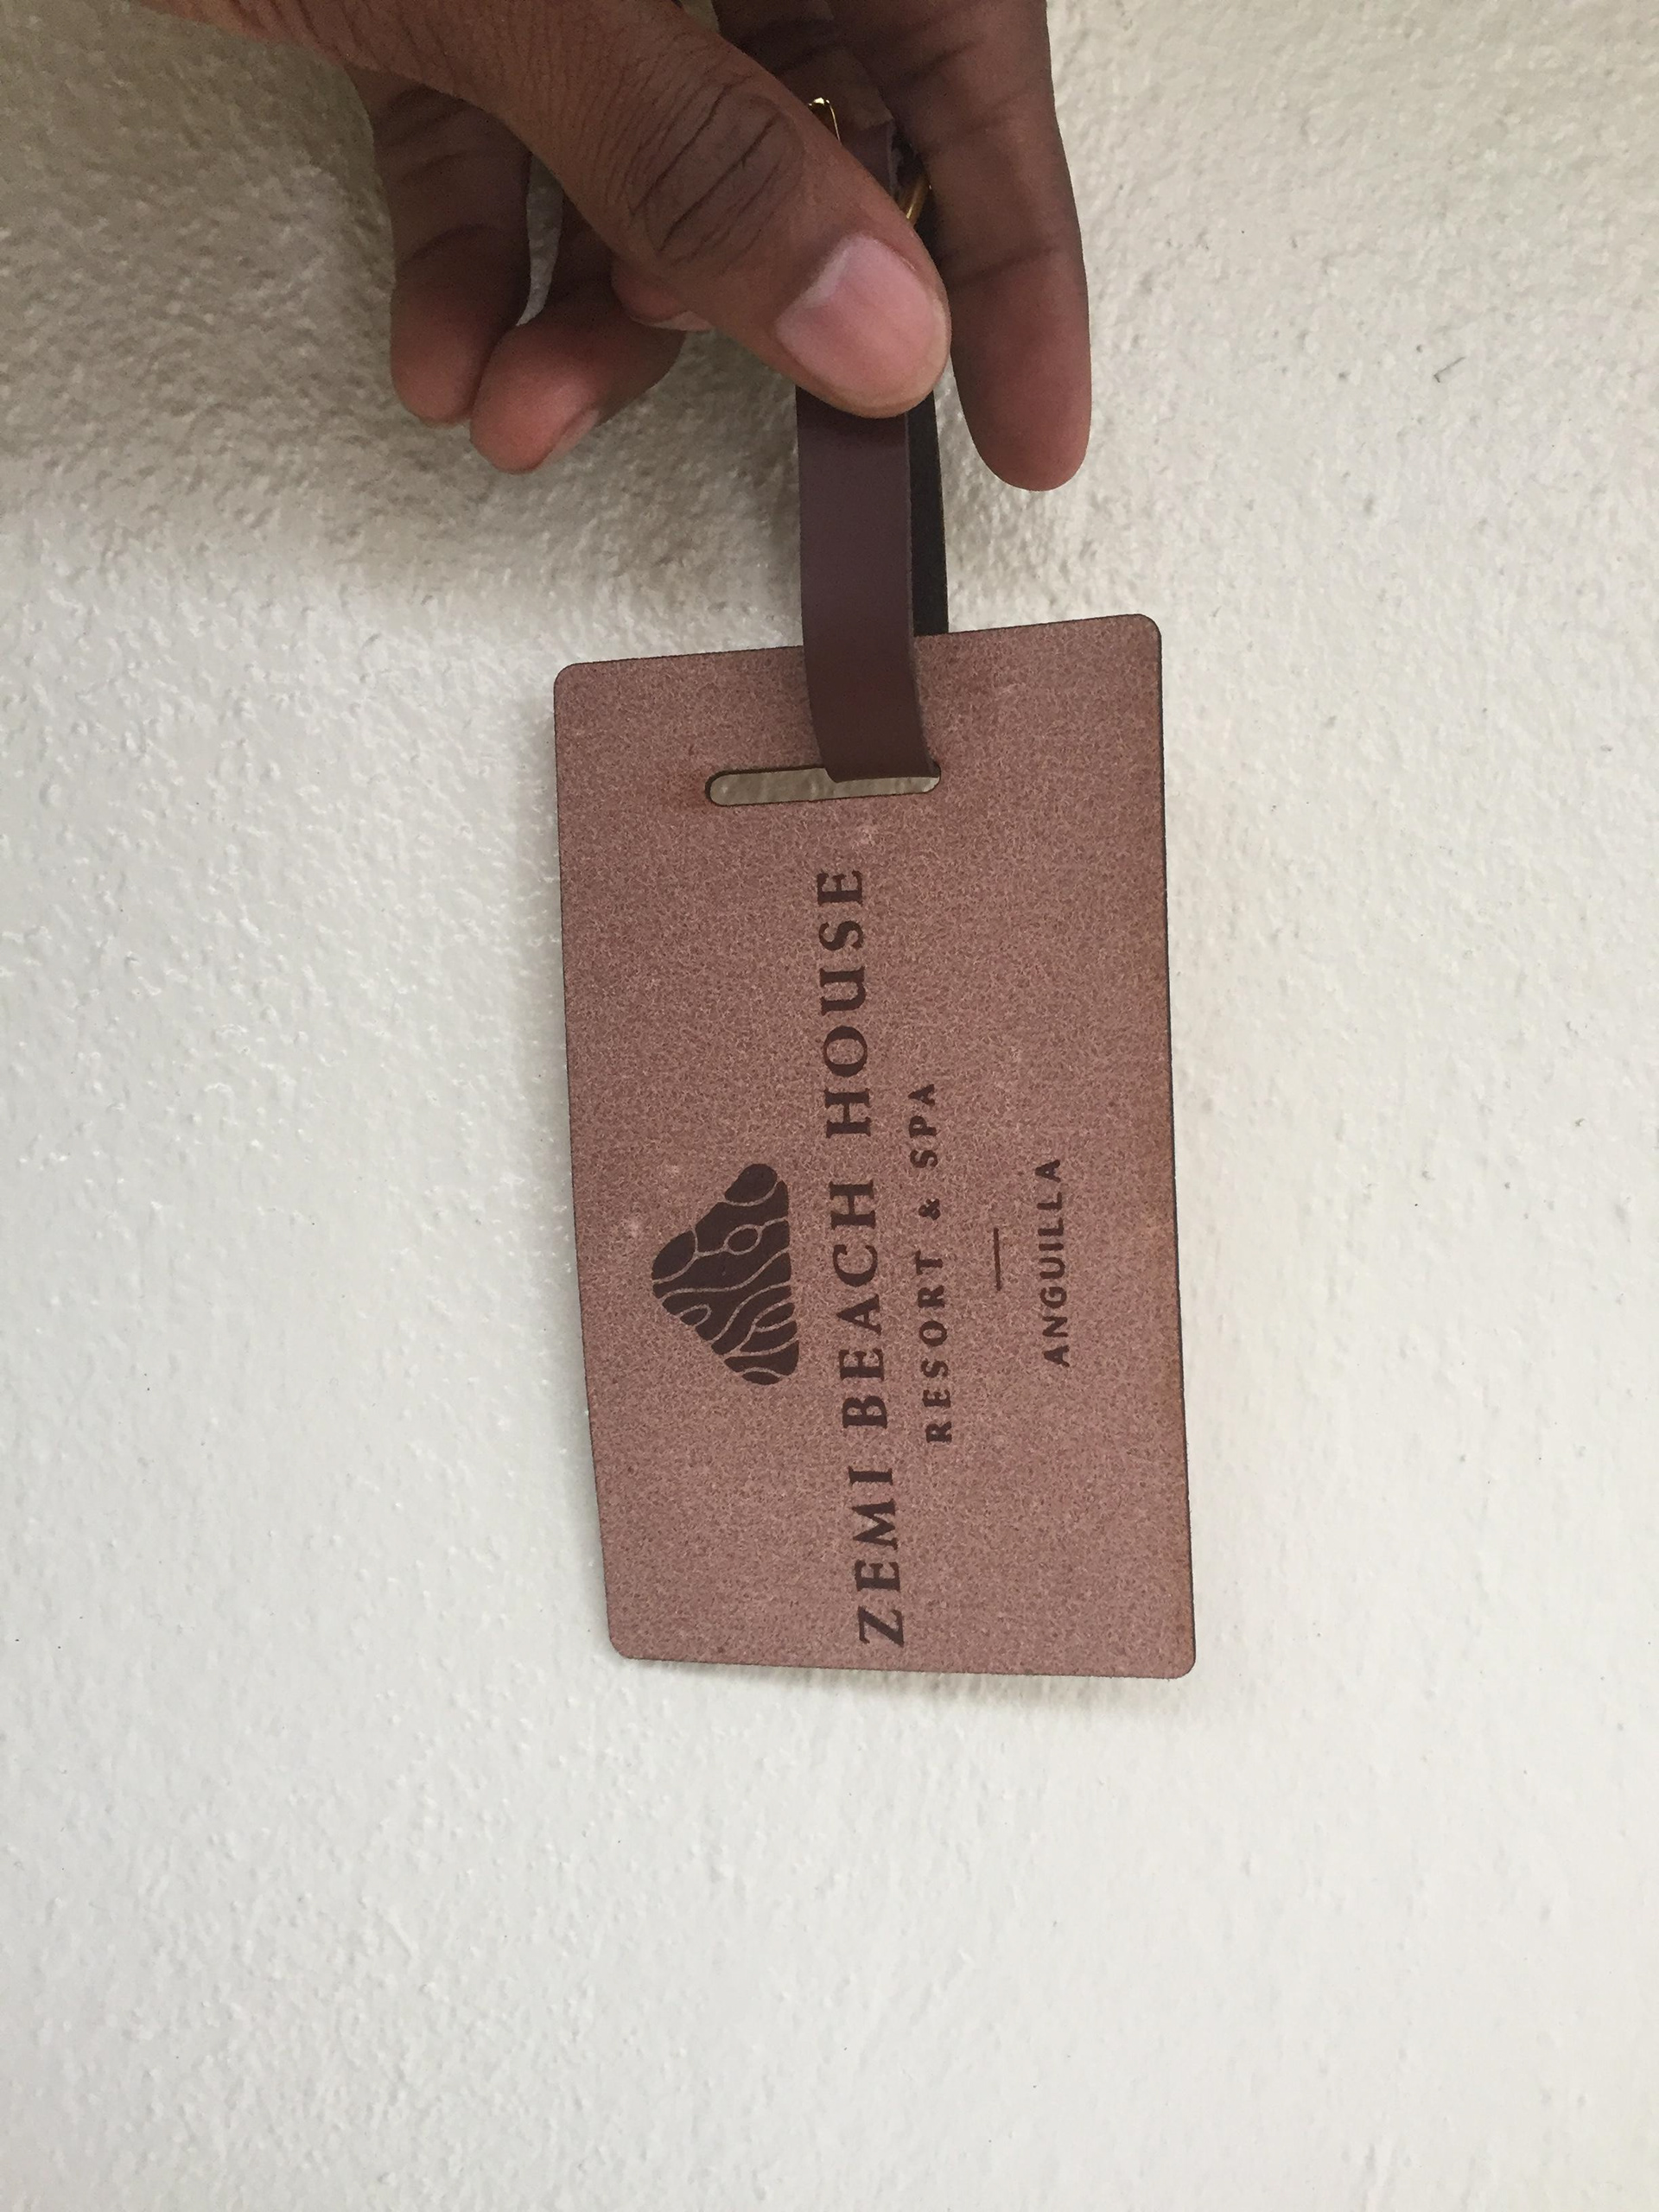 ZEMI BEACH HOUSE
RESORT & SPA
ANGUILLA